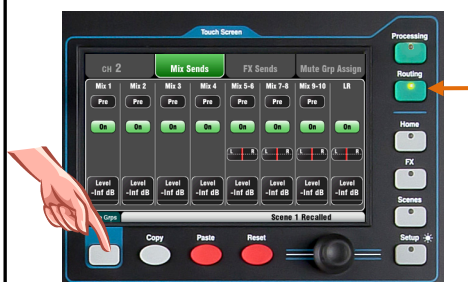 Touch Screen
Processing
CH 2 Mix Sends FX Sends Mute Grp Assign
Routing
Mix 1 Mix 2 Mix 3 Mix 4 Mix 5-6 Mix 7-8 Mix 9-10 LR
Pre Pre Pre Pre Pre Pre Pre
On On On On On On On On
Home
L R L R L R L R
FX
Level Level Level Level Level Level Level Level
-Inf dB -Inf dB -Inf dB -Inf dB -Inf dB -Inf dB -Inf dB -Inf dB
Scenes
Grps Scene 1 Recalled
Copy Paste Reset Setup